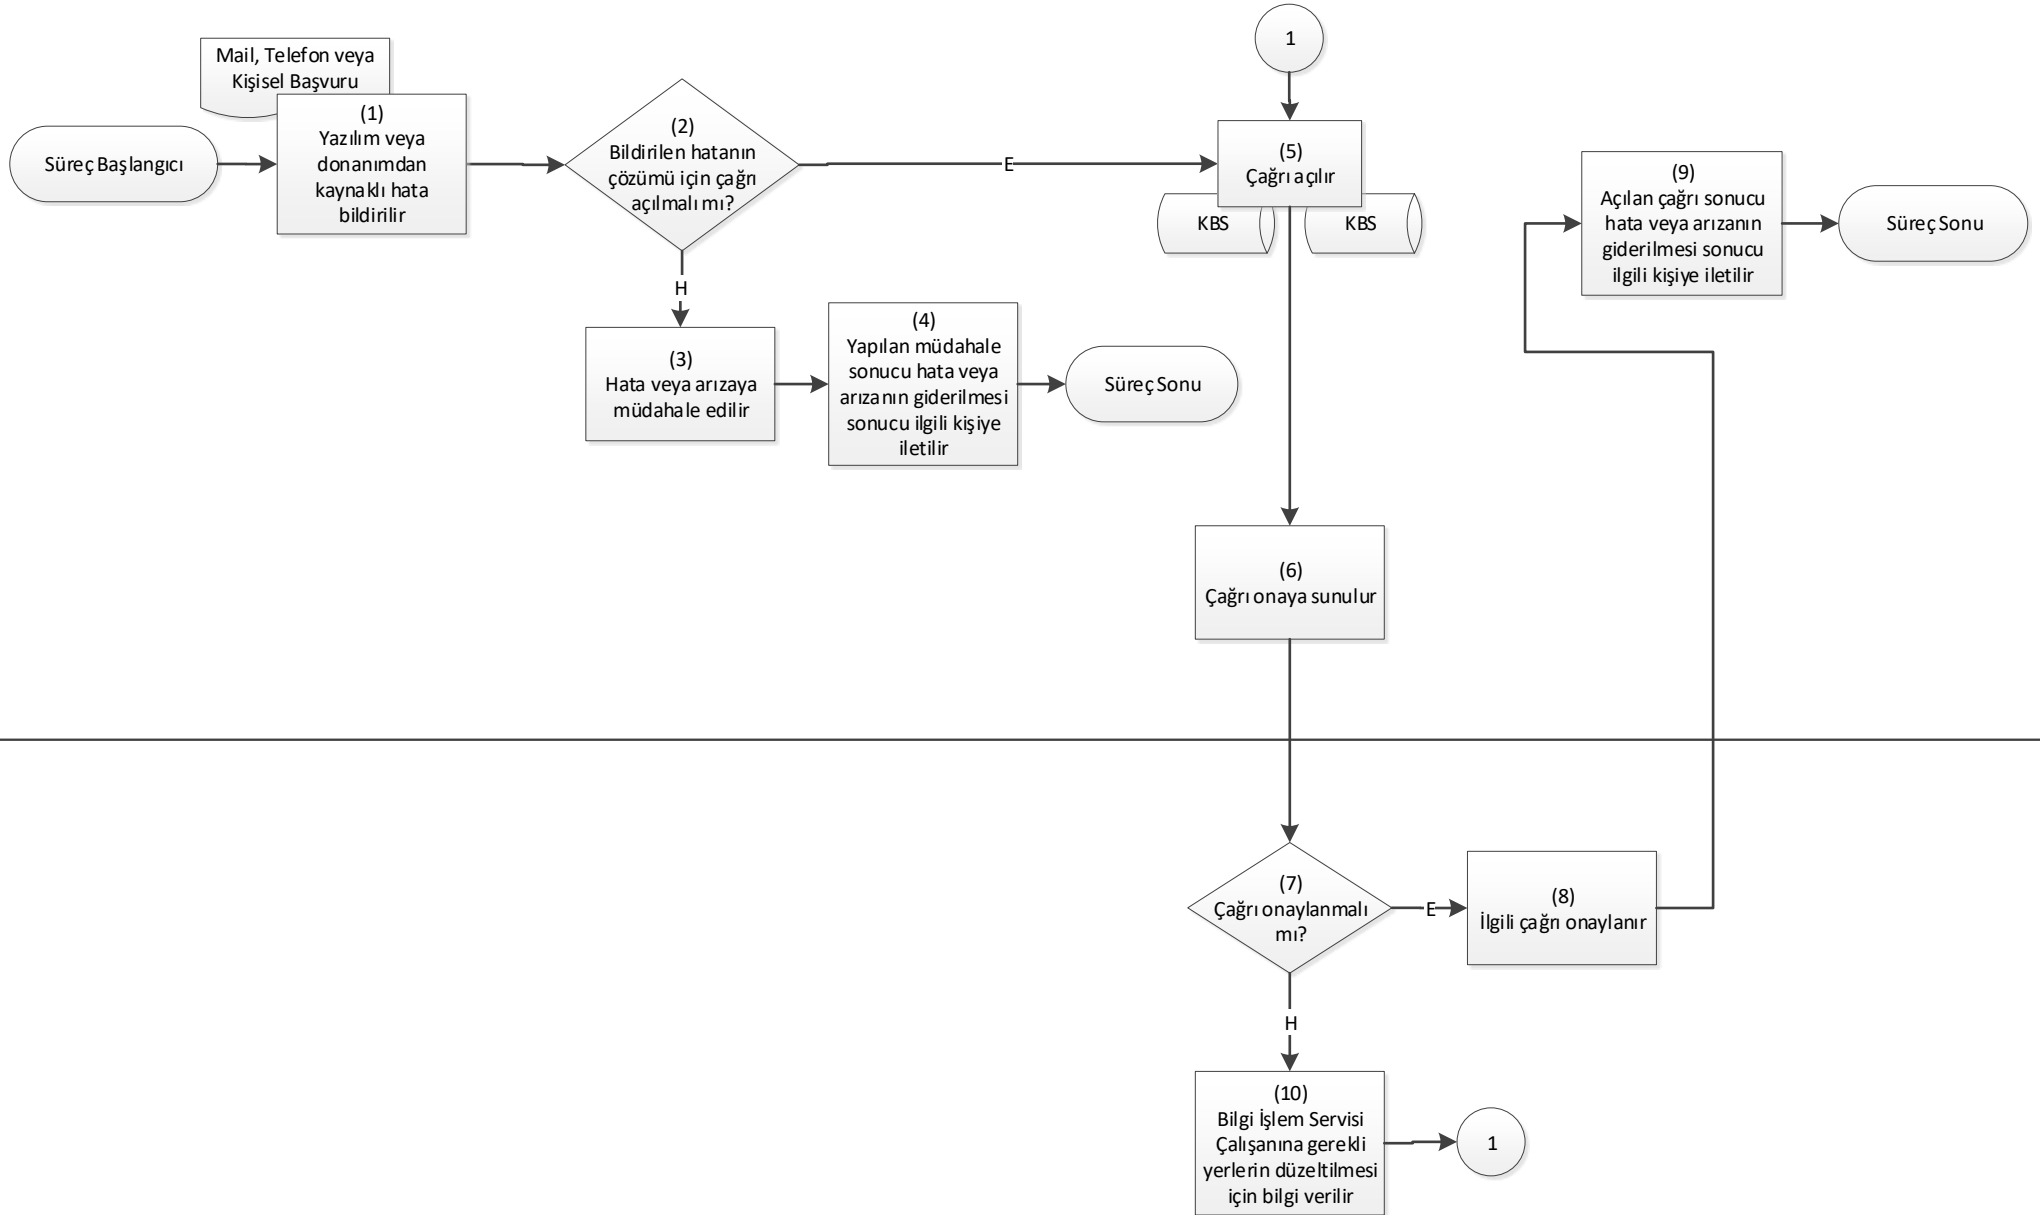 Mail, Telefon veya
Kişisel Başvuru
Süreç Başlangıcı
(1)
Yazılım veya
donanımdan
kaynaklı hata
bildirilir
(2)
Bildirilen hatanın
çözümü için çağrı
açılmalı mı?
E
H
(3)
Hata veya arızaya
müdahale edilir
(4)
Yapılan müdahale
sonucu hata veya
arızanın giderilmesi
sonucu ilgili kişiye
iletilir
Süreç Sonu
1
(5)
Çağrı açılır
KBS
KBS
(6)
Çağrı onaya sunulur
(7)
Çağrı onaylanmalı
mı?
E
(8)
İlgili çağrı onaylanır
(9)
Açılan çağrı sonucu
hata veya arızanın
giderilmesi sonucu
ilgili kişiye iletilir
Süreç Sonu
H
(10)
Bilgi İşlem Servisi
Çalışanına gerekli
yerlerin düzeltilmesi
için bilgi verilir
1